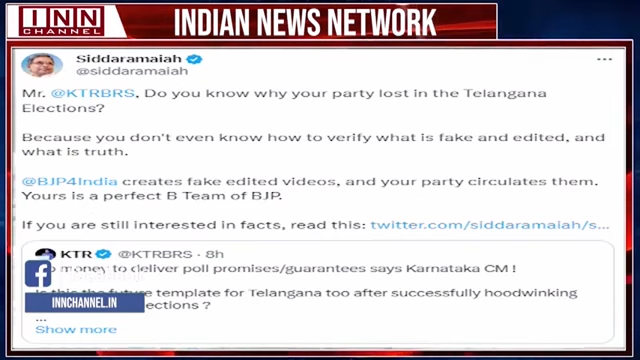 INN
CHANNEL
INDIAN NEWS NETWORK
Siddaramaiah
@siddaramaiah
Mr. @KTRBRS, Do you know why your party lost in the Telangana
Elections?
Because you don't even know how to verify what is fake and edited, and
what is truth.
@BJP4India creates fake edited videos, and your party circulates them.
Yours is a perfect B Team of BJP.
If you are still interested in facts, read this: twitter.com/siddaramaiah/s...
KTR @KTRBRS · 8h
money to deliver poll promises/guarantees says Karnataka CM !
Is this the future template for Telangana too after successfully hoodwinking
?
...
Show more
INNCHANNEL.IN